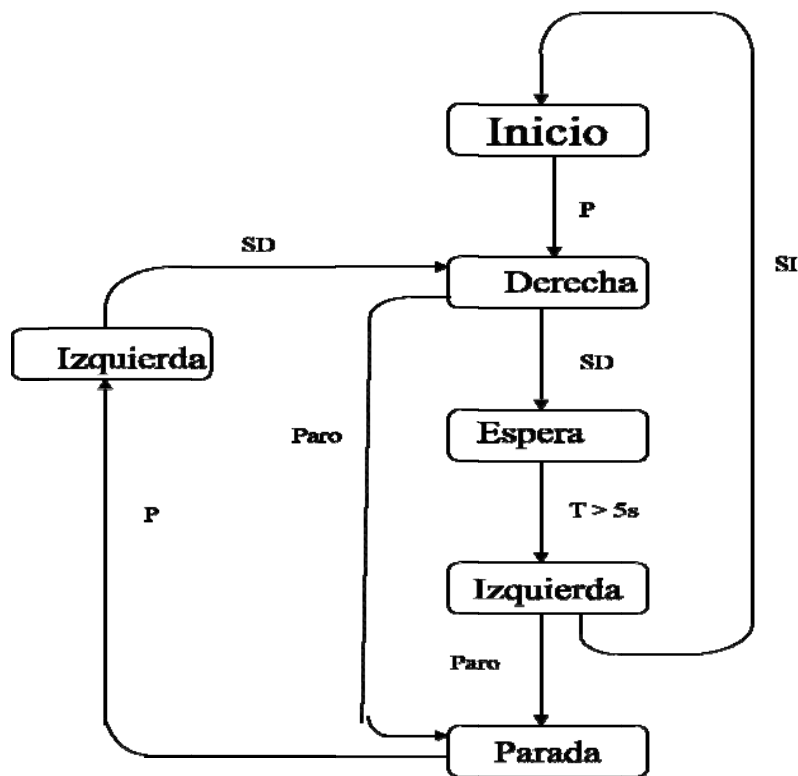 Inicio
P
SD
Derecha
SI
Izquierda
SD
Espera
Paro
P
T > 5s
Izquierda
Paro
Parada